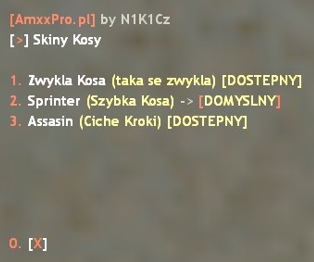 [AmxxPro.pl] by N1K1Cz
[>] Skiny Kosy
1. Zwykla Kosa (taka se zwykla) [DOSTEPNY]
2. Sprinter (Szybka Kosa) -> [DOMYSLNY]
3. Assasin (Ciche Kroki) [DOSTEPNY]
0. [X]